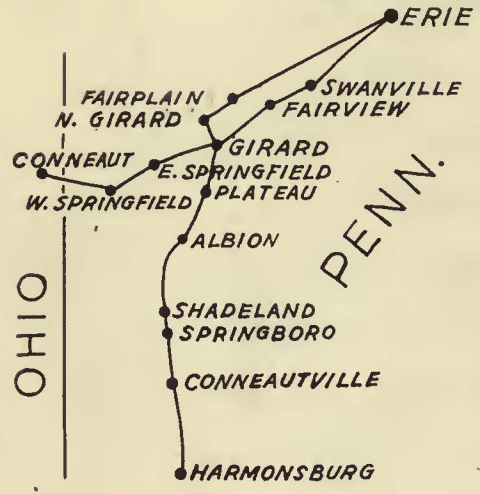 ERIE
SWANVILLE
FAIRPLAIN
FAIRVIEW
N. GIRARD
GIRARD
CONNEAUT
E. SPRINGFIELD
W. SPRINGFIELD
PLATEAU
PENN.
ALBION
OHIO
SHADELAND
SPRINGBORO
CONNEAUTVILLE
HARMONSBURG